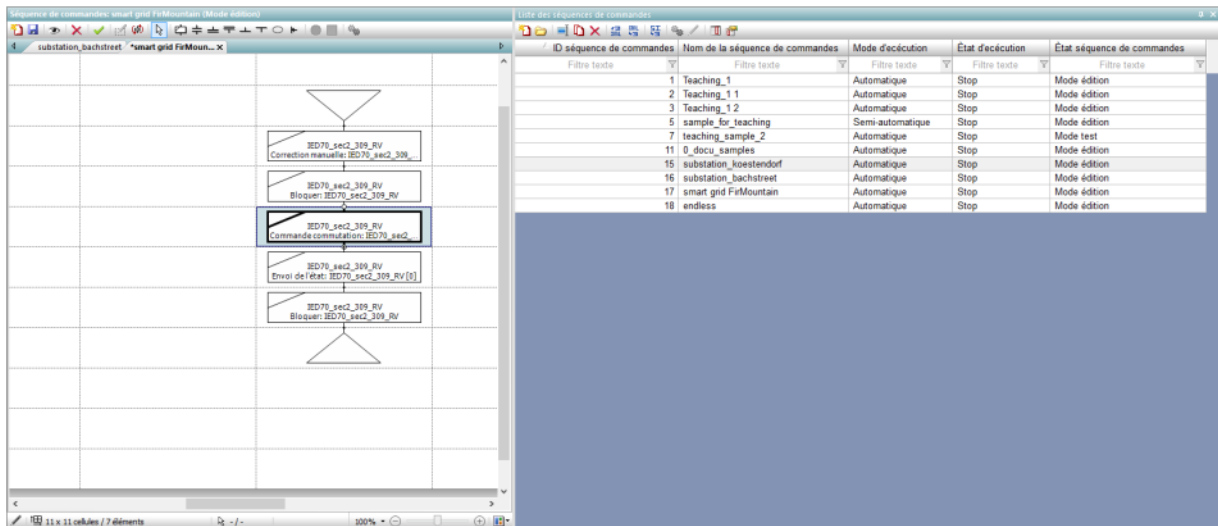 Séquence de commandes: smart grid FirMountain (Mode édition)
substation_bachstreet *smart grid FirMoun... X
IED70_sec2_309_RV
Correction manuelle: IED70_sec2_309_...
IED70_sec2_309_RV
Bloquer: IED70_sec2_309_RV
IED70_sec2_309_RV
Commande commutation: IED70_sec2_...
IED70_sec2_309_RV
Envoi de l'état: IED70_sec2_309_RV [0]
IED70_sec2_309_RV
Bloquer: IED70_sec2_309_RV
11 x 11 cellules / 7 éléments - / - 100%
Liste des séquences de commandes
ID séquence de commandes Nom de la séquence de commandes Mode d'ecécution État d'ecécution État séquence de commandes
Filtre texte Filtre texte Filtre texte Filtre texte Filtre texte
1 Teaching_1 Automatique Stop Mode édition
2 Teaching_1 1 Automatique Stop Mode édition
3 Teaching_1 2 Automatique Stop Mode édition
5 sample_for_teaching Semi-automatique Stop Mode édition
7 teaching_sample_2 Automatique Stop Mode test
11 0_docu_samples Automatique Stop Mode édition
15 substation_koestendorf Automatique Stop Mode édition
16 substation_bachstreet Automatique Stop Mode édition
17 smart grid FirMountain Automatique Stop Mode édition
18 endless Automatique Stop Mode édition